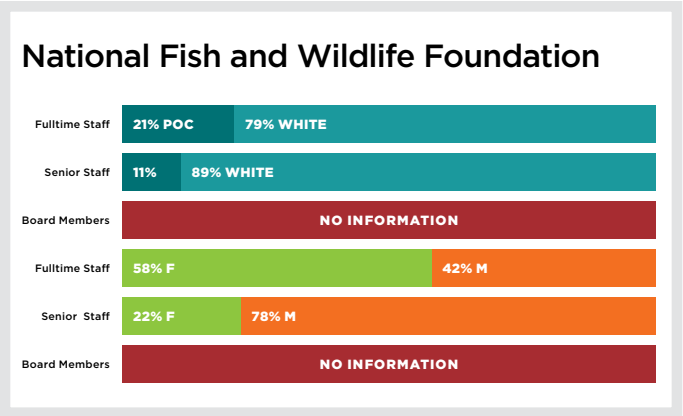 National Fish and Wildlife Foundation
Fulltime Staff 21% POC 79% WHITE
Senior Staff 11% 89% WHITE
Board Members NO INFORMATION
Fulltime Staff 58% F 42% M
Senior Staff 22% F 78% M
Board Members NO INFORMATION